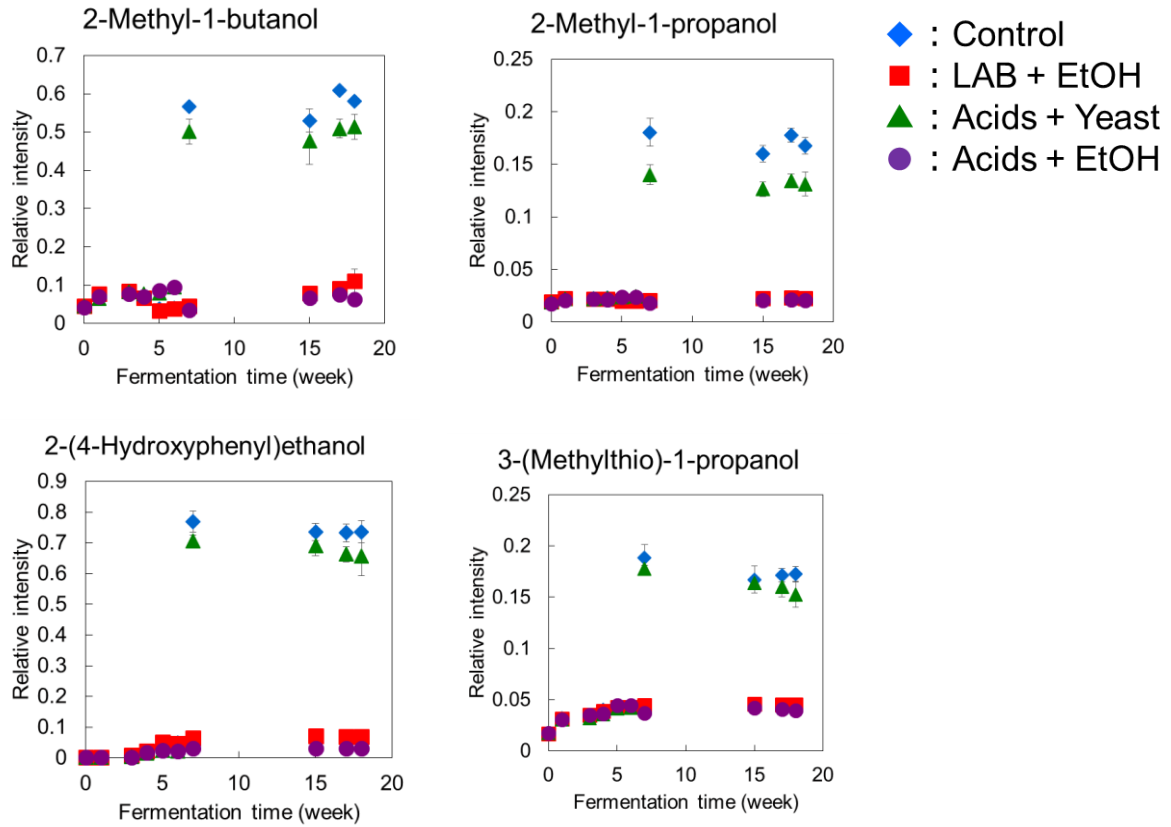 2-Methyl-1-butanol
0.7
0.6
0.5
0.4
0.3
0.2
0.1
0
Relative intensity
0 5 10 15 20
Fermentation time (week)
2-Methyl-1-propanol
0.25
0.2
0.15
0.1
0.05
0
Relative intensity
0 5 10 15 20
Fermentation time (week)
: Control
: LAB + EtOH
: Acids + Yeast
: Acids + EtOH
2-(4-Hydroxyphenyl)ethanol
0.9
0.8
0.7
0.6
0.5
0.4
0.3
0.2
0.1
0
Relative intensity
0 5 10 15 20
Fermentation time (week)
3-(Methylthio)-1-propanol
0.25
0.2
0.15
0.1
0.05
0
Relative intensity
0 5 10 15 20
Fermentation time (week)